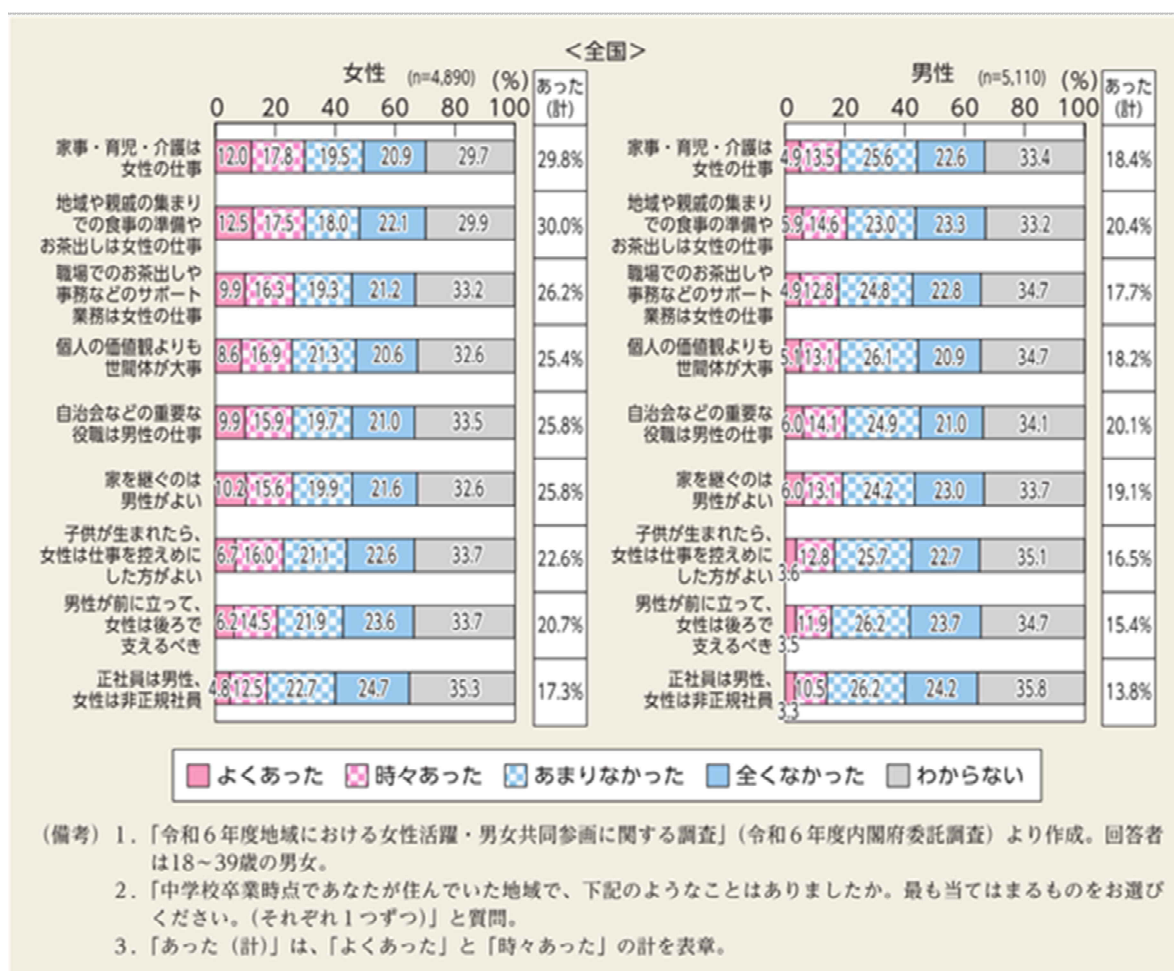 ＜全国＞
女性 (n=4,890) (%)
あった
(計)
0 20 40 60 80 100
家事・育児・介護は
女性の仕事
12.0 17.8 19.5 20.9 29.7 29.8%
地域や親戚の集まり
での食事の準備や
お茶出しは女性の仕事
12.5 17.5 18.0 22.1 29.9 30.0%
職場でのお茶出しや
事務などのサポート
業務は女性の仕事
9.9 16.3 19.3 21.2 33.2 26.2%
個人の価値観よりも
世間体が大事
8.6 16.9 21.3 20.6 32.6 25.4%
自治会などの重要な
役職は男性の仕事
9.9 15.9 19.7 21.0 33.5 25.8%
家を継ぐのは
男性がよい
10.2 15.6 19.9 21.6 32.6 25.8%
子供が生まれたら、
女性は仕事を控えめに
した方がよい
6.7 16.0 21.1 22.6 33.7 22.6%
男性が前に立って、
女性は後ろで
支えるべき
6.2 14.5 21.9 23.6 33.7 20.7%
正社員は男性、
女性は非正規社員
4.8 12.5 22.7 24.7 35.3 17.3%
男性 (n=5,110) (%)
あった
(計)
0 20 40 60 80 100
家事・育児・介護は
女性の仕事
4.9 13.5 25.6 22.6 33.4 18.4%
地域や親戚の集まり
での食事の準備や
お茶出しは女性の仕事
5.9 14.6 23.0 23.3 33.2 20.4%
職場でのお茶出しや
事務などのサポート
業務は女性の仕事
4.9 12.8 24.8 22.8 34.7 17.7%
個人の価値観よりも
世間体が大事
5.1 13.1 26.1 20.9 34.7 18.2%
自治会などの重要な
役職は男性の仕事
6.0 14.1 24.9 21.0 34.1 20.1%
家を継ぐのは
男性がよい
6.0 13.1 24.2 23.0 33.7 19.1%
子供が生まれたら、
女性は仕事を控えめに
した方がよい
3.6 12.8 25.7 22.7 35.1 16.5%
男性が前に立って、
女性は後ろで
支えるべき
3.5 11.9 26.2 23.7 34.7 15.4%
正社員は男性、
女性は非正規社員
3.3 10.5 26.2 24.2 35.8 13.8%
よくあった 時々あった あまりなかった 全くなかった わからない
(備考) 1．「令和６年度地域における女性活躍・男女共同参画に関する調査」(令和６年度内閣府委託調査) より作成。回答者
は18～39歳の男女。
2．「中学校卒業時点であなたが住んでいた地域で、下記のようなことはありましたか。最も当てはまるものをお選び
ください。(それぞれ１つずつ)」と質問。
3．「あった（計）」は、「よくあった」と「時々あった」の計を表章。